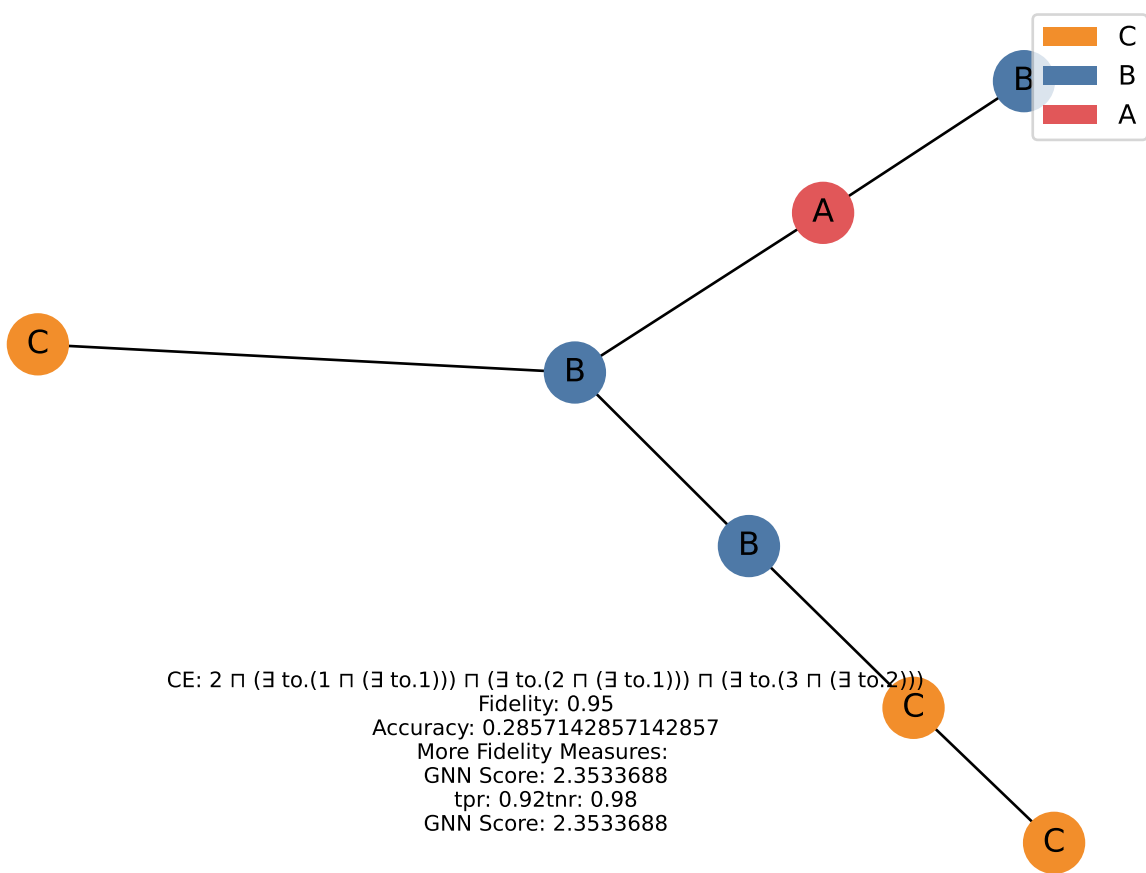 C
B
B
A
A
C
B
B
CE: 2 ⊓ (∃ to.(1 ⊓ (∃ to.1))) ⊓ (∃ to.(2 ⊓ (∃ to.1))) ⊓ (∃ to.(3 ⊓ (∃ to.2)))
Fidelity: 0.95
C
Accuracy: 0.2857142857142857
More Fidelity Measures:
GNN Score: 2.3533688
tpr: 0.92tnr: 0.98
GNN Score: 2.3533688
C